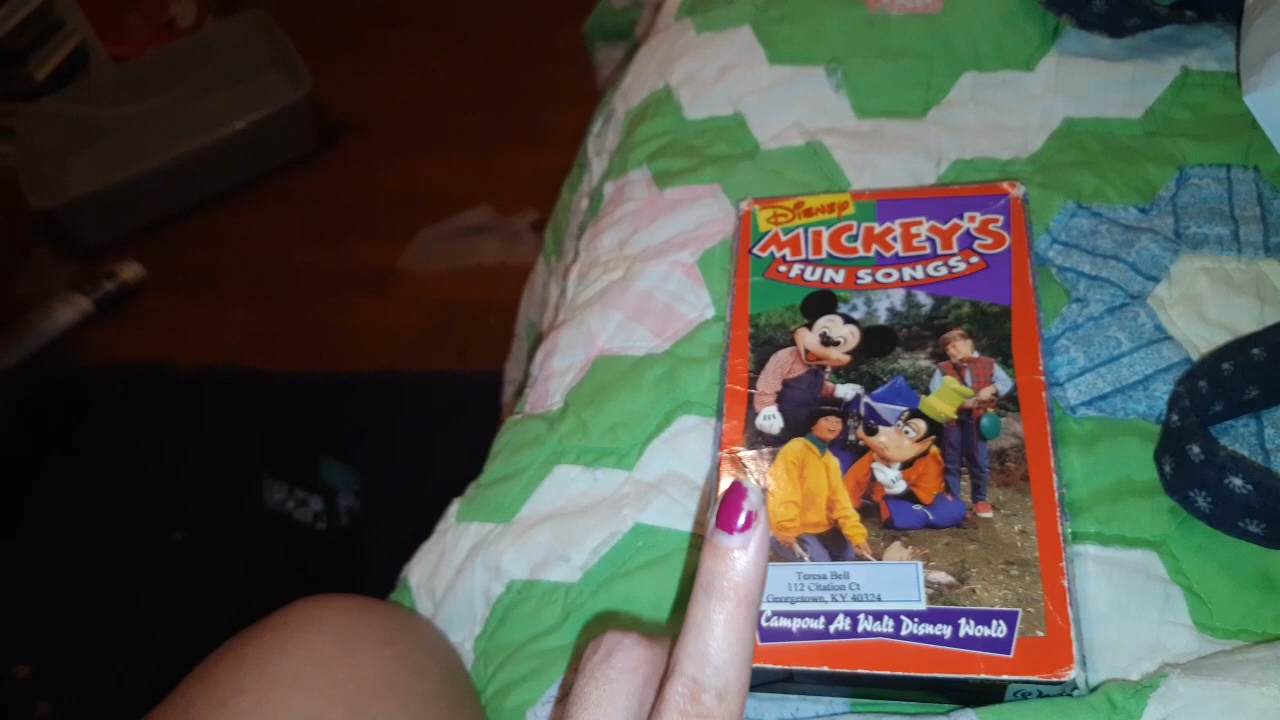 Disney
MICKEY'S
•FUN SONGS•
Teresa Bell
112 Citation Ct
Georgetown, KY 40324
Campout At Walt Disney World